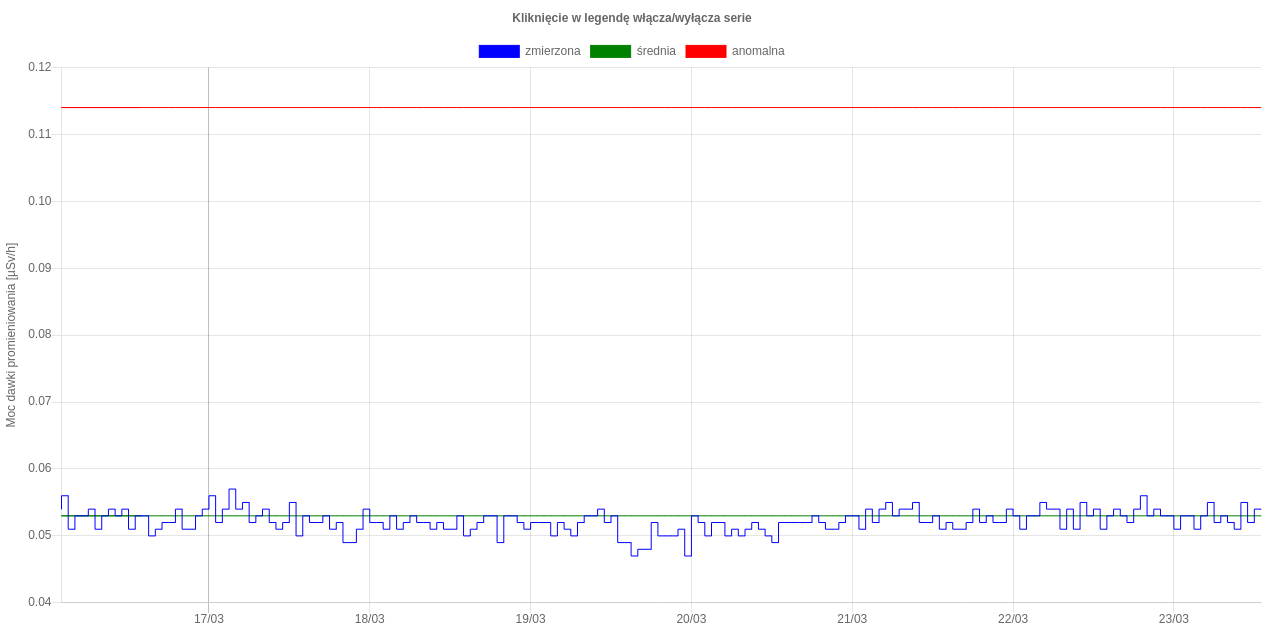 Kliknięcie w legendę włącza/wyłącza serie
zmierzona średnia anomalna
Moc dawki promieniowania [µSv/h]
0.12
0.11
0.10
0.09
0.08
0.07
0.06
0.05
0.04
17/03 18/03 19/03 20/03 21/03 22/03 23/03